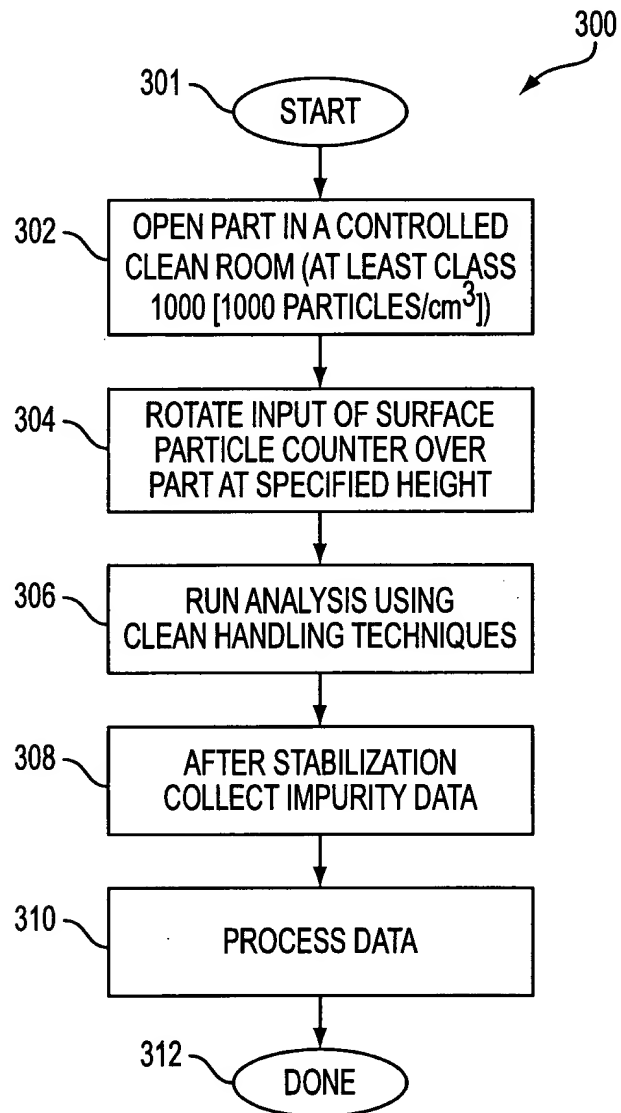 300
301
START
302
OPEN PART IN A CONTROLLED
CLEAN ROOM (AT LEAST CLASS
1000 [1000 PARTICLES/cm³])
304
ROTATE INPUT OF SURFACE
PARTICLE COUNTER OVER
PART AT SPECIFIED HEIGHT
306
RUN ANALYSIS USING
CLEAN HANDLING TECHNIQUES
308
AFTER STABILIZATION
COLLECT IMPURITY DATA
310
PROCESS DATA
312
DONE